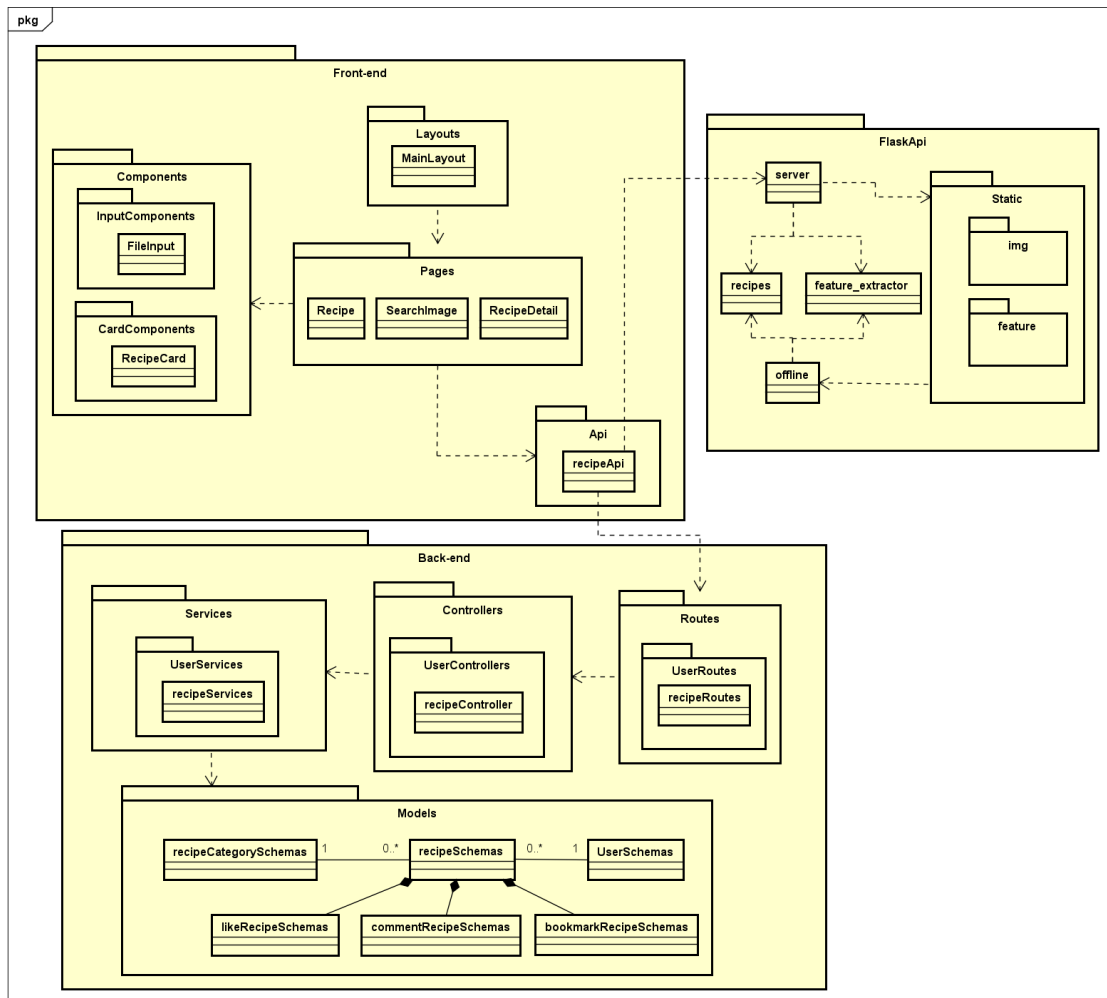 pkg
Front-end
Layouts
MainLayout
Components
InputComponents
FileInput
CardComponents
RecipeCard
Pages
Recipe
SearchImage
RecipeDetail
Api
recipeApi
FlaskApi
server
Static
img
feature
recipes
feature_extractor
offline
Back-end
Services
UserServices
recipeServices
Controllers
UserControllers
recipeController
Routes
UserRoutes
recipeRoutes
Models
recipeCategorySchemas
1
0..*
recipeSchemas
0..*
1
UserSchemas
likeRecipeSchemas
commentRecipeSchemas
bookmarkRecipeSchemas